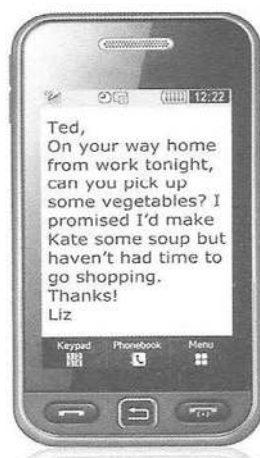 12:22
Ted,
On your way home
from work tonight,
can you pick up
some vegetables? I
promised I'd make
Kate some soup but
haven't had time to
go shopping.
Thanks!
Liz
Keypad Phonebook Menu